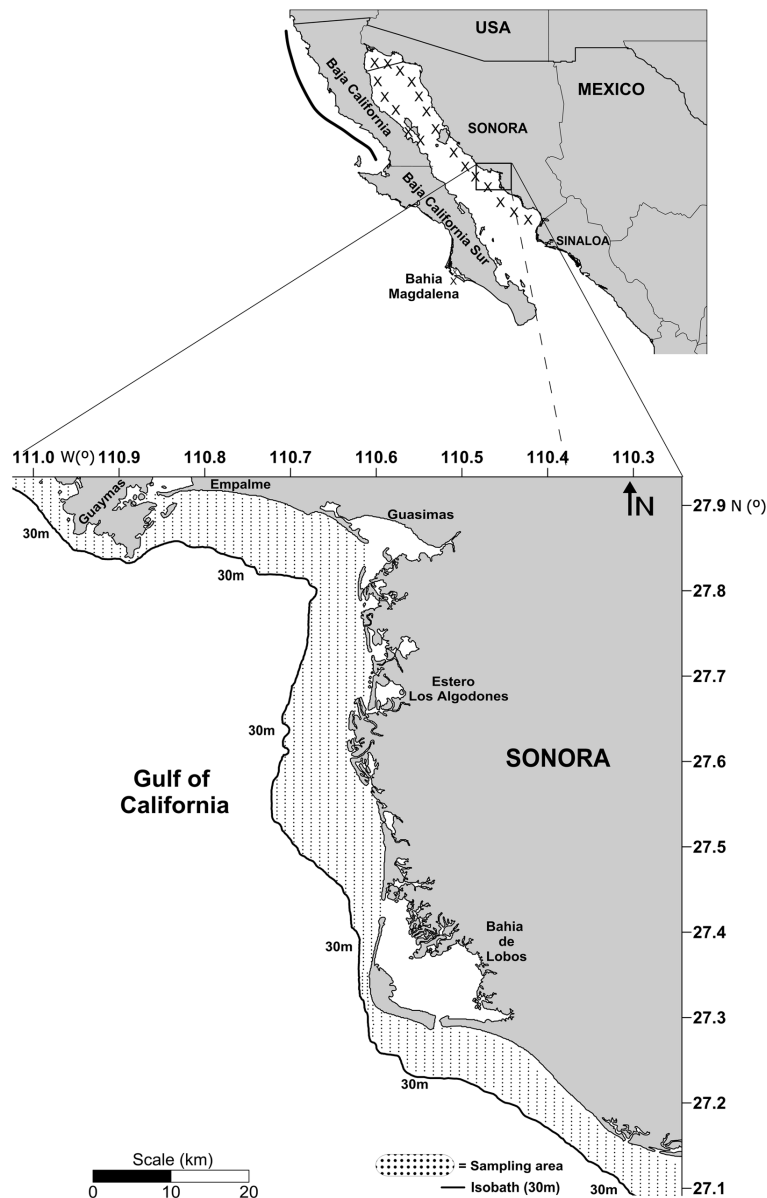 USA
MEXICO
Baja California
SONORA
Baja California Sur
SINALOA
Bahia
Magdalena
X X X X X X X X X X X X X X X X X X X X X
X
111.0 W(º) 110.9 110.8 110.7 110.6 110.5 110.4 110.3
Guaymas
Empalme
Guasimas
N
27.9 N (º)
30m
30m
27.8
27.7
Estero
Los Algodones
30m
27.6
SONORA
Gulf of
California
27.5
27.4
Bahia
de
Lobos
30m
27.3
30m
27.2
Scale (km)
0 10 20
= Sampling area
Isobath (30m)
30m
27.1